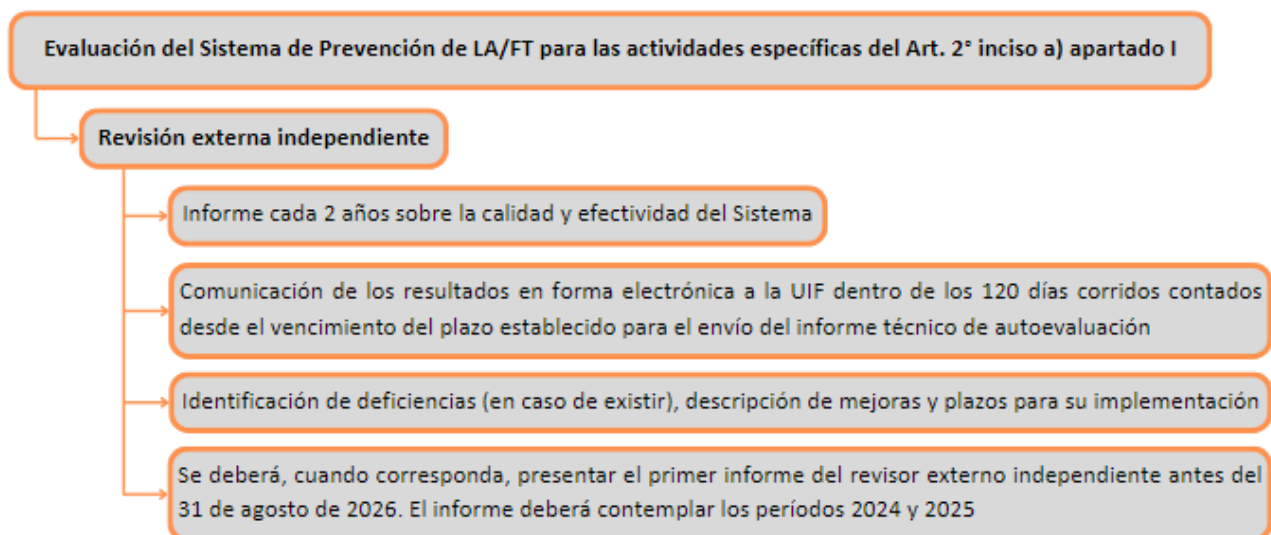 Evaluación del Sistema de Prevención de LA/FT para las actividades específicas del Art. 2° inciso a) apartado I
Revisión externa independiente
Informe cada 2 años sobre la calidad y efectividad del Sistema
Comunicación de los resultados en forma electrónica a la UIF dentro de los 120 días corridos contados
desde el vencimiento del plazo establecido para el envío del informe técnico de autoevaluación
Identificación de deficiencias (en caso de existir), descripción de mejoras y plazos para su implementación
Se deberá, cuando corresponda, presentar el primer informe del revisor externo independiente antes del
31 de agosto de 2026. El informe deberá contemplar los períodos 2024 y 2025